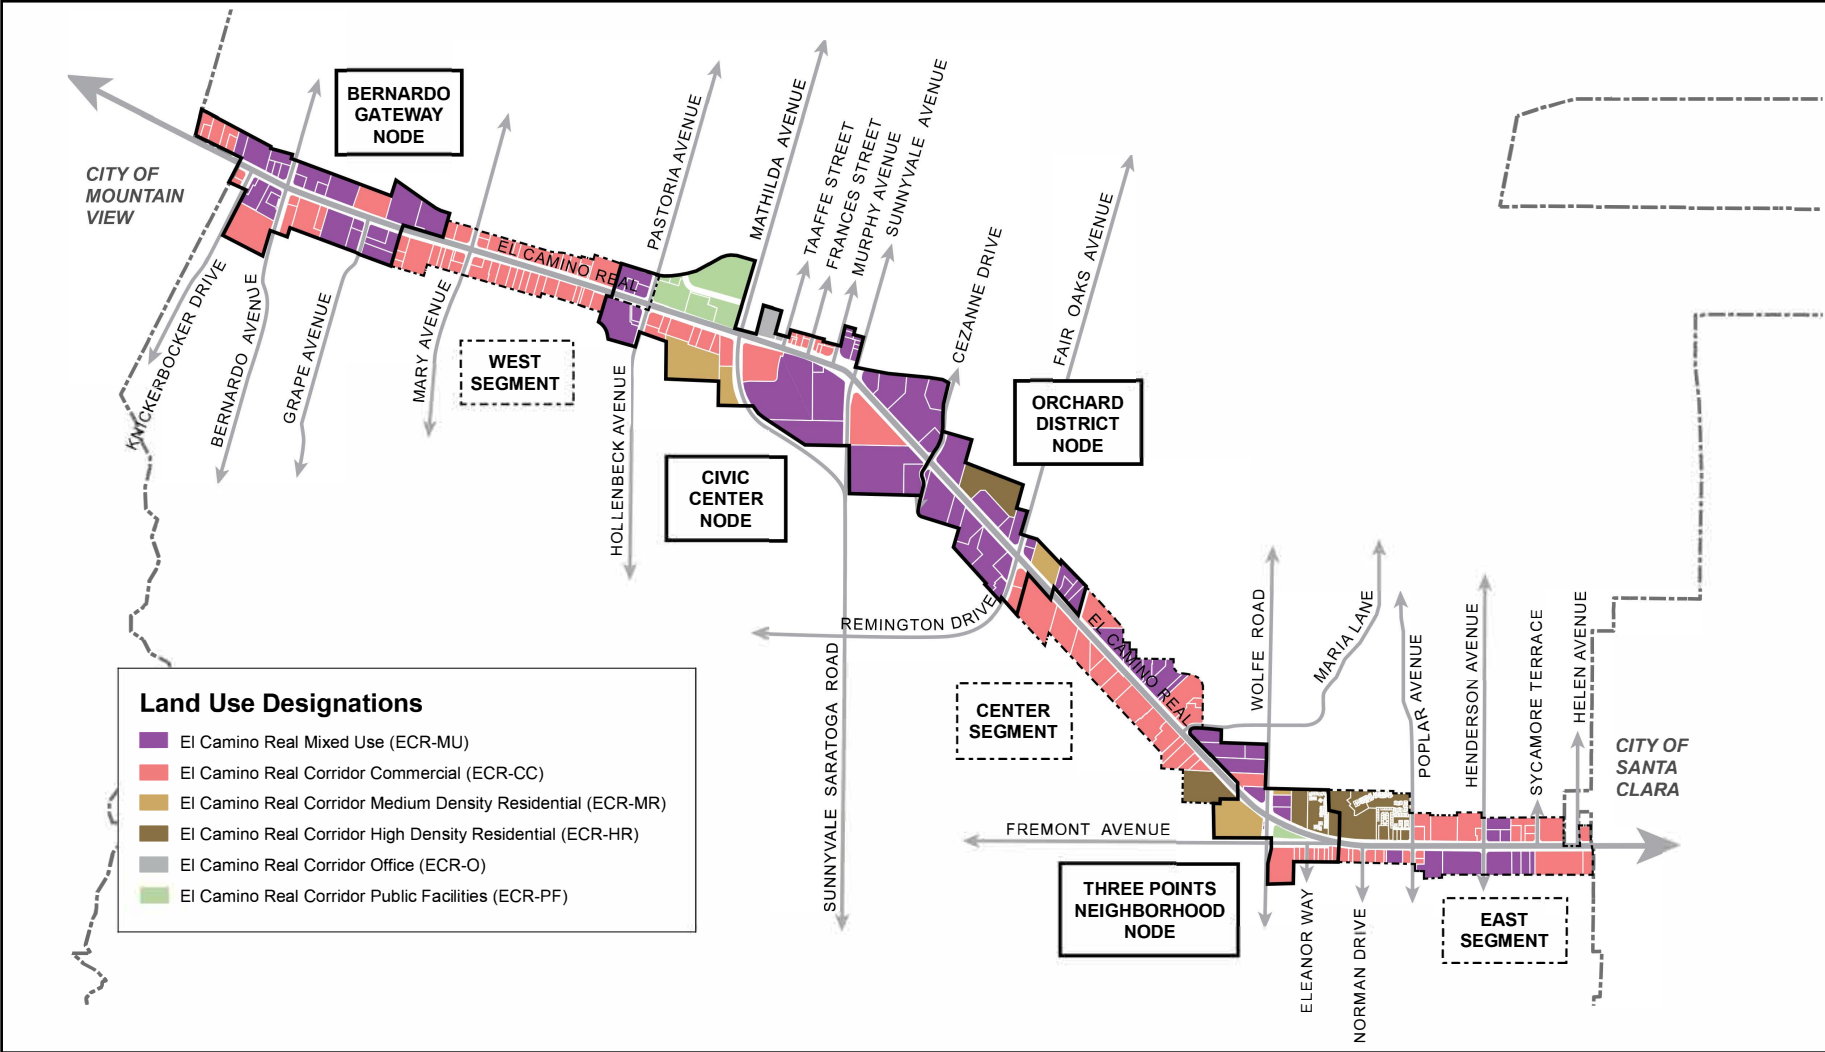 BERNARDO
GATEWAY
NODE
CITY OF
MOUNTAIN
VIEW
KNICKERBOCKER DRIVE
BERNARDO AVENUE
GRAPE AVENUE
MARY AVENUE
WEST
SEGMENT
EL CAMINO REAL
PASTORIA AVENUE
HOLLENBECK AVENUE
MATHILDA AVENUE
TAAFFE STREET
FRANCES STREET
MURPHY AVENUE
SUNNYVALE AVENUE
CIVIC
CENTER
NODE
CEZANNE DRIVE
FAIR OAKS AVENUE
ORCHARD
DISTRICT
NODE
REMINGTON DRIVE
SUNNYVALE SARATOGA ROAD
EL CAMINO REAL
CENTER
SEGMENT
WOLFE ROAD
MARIA LANE
POPLAR AVENUE
HENDERSON AVENUE
SYCAMORE TERRACE
HELEN AVENUE
CITY OF
SANTA
CLARA
FREMONT AVENUE
THREE POINTS
NEIGHBORHOOD
NODE
ELEANOR WAY
NORMAN DRIVE
EAST
SEGMENT
Land Use Designations
El Camino Real Mixed Use (ECR-MU)
El Camino Real Corridor Commercial (ECR-CC)
El Camino Real Corridor Medium Density Residential (ECR-MR)
El Camino Real Corridor High Density Residential (ECR-HR)
El Camino Real Corridor Office (ECR-O)
El Camino Real Corridor Public Facilities (ECR-PF)